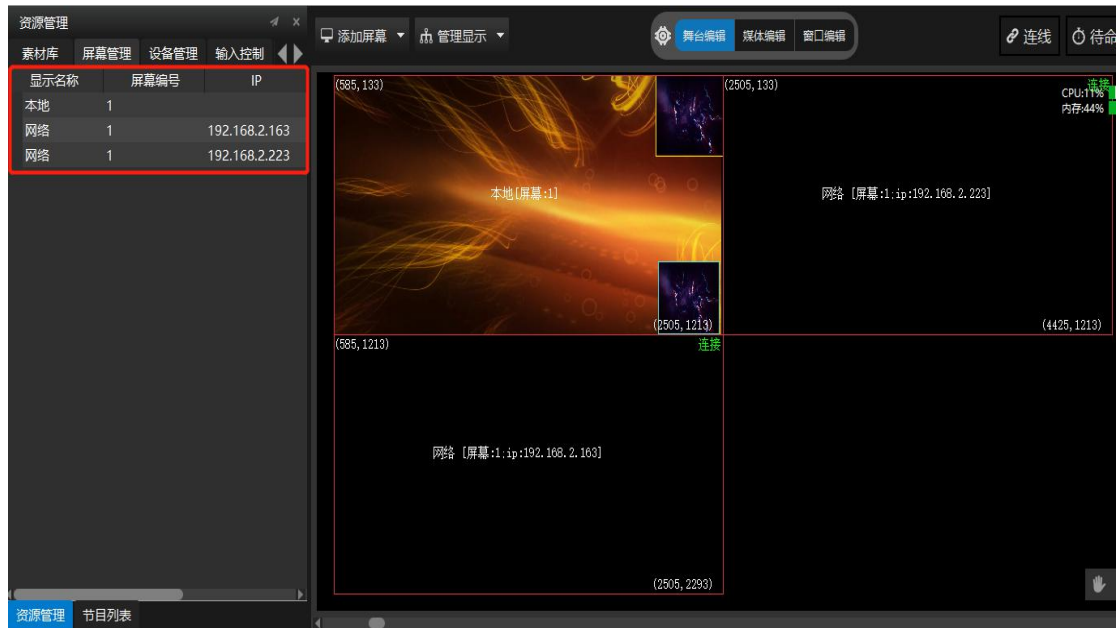 资源管理
素材库 屏幕管理 设备管理 输入控制
显示名称 屏幕编号 IP
本地 1
网络 1 192.168.2.163
网络 1 192.168.2.223
资源管理 节目列表
添加屏幕 管理显示 舞台编辑 媒体编辑 窗口编辑 连线 待命
(585,133) (2505,133) 连接
CPU:11%
内存:44%
本地[屏幕:1] 网络 [屏幕:1;ip:192.168.2.223]
(2505,1213) (4425,1213)
(585,1213) 连接
网络 [屏幕:1;ip:192.168.2.163]
(2505,2293)